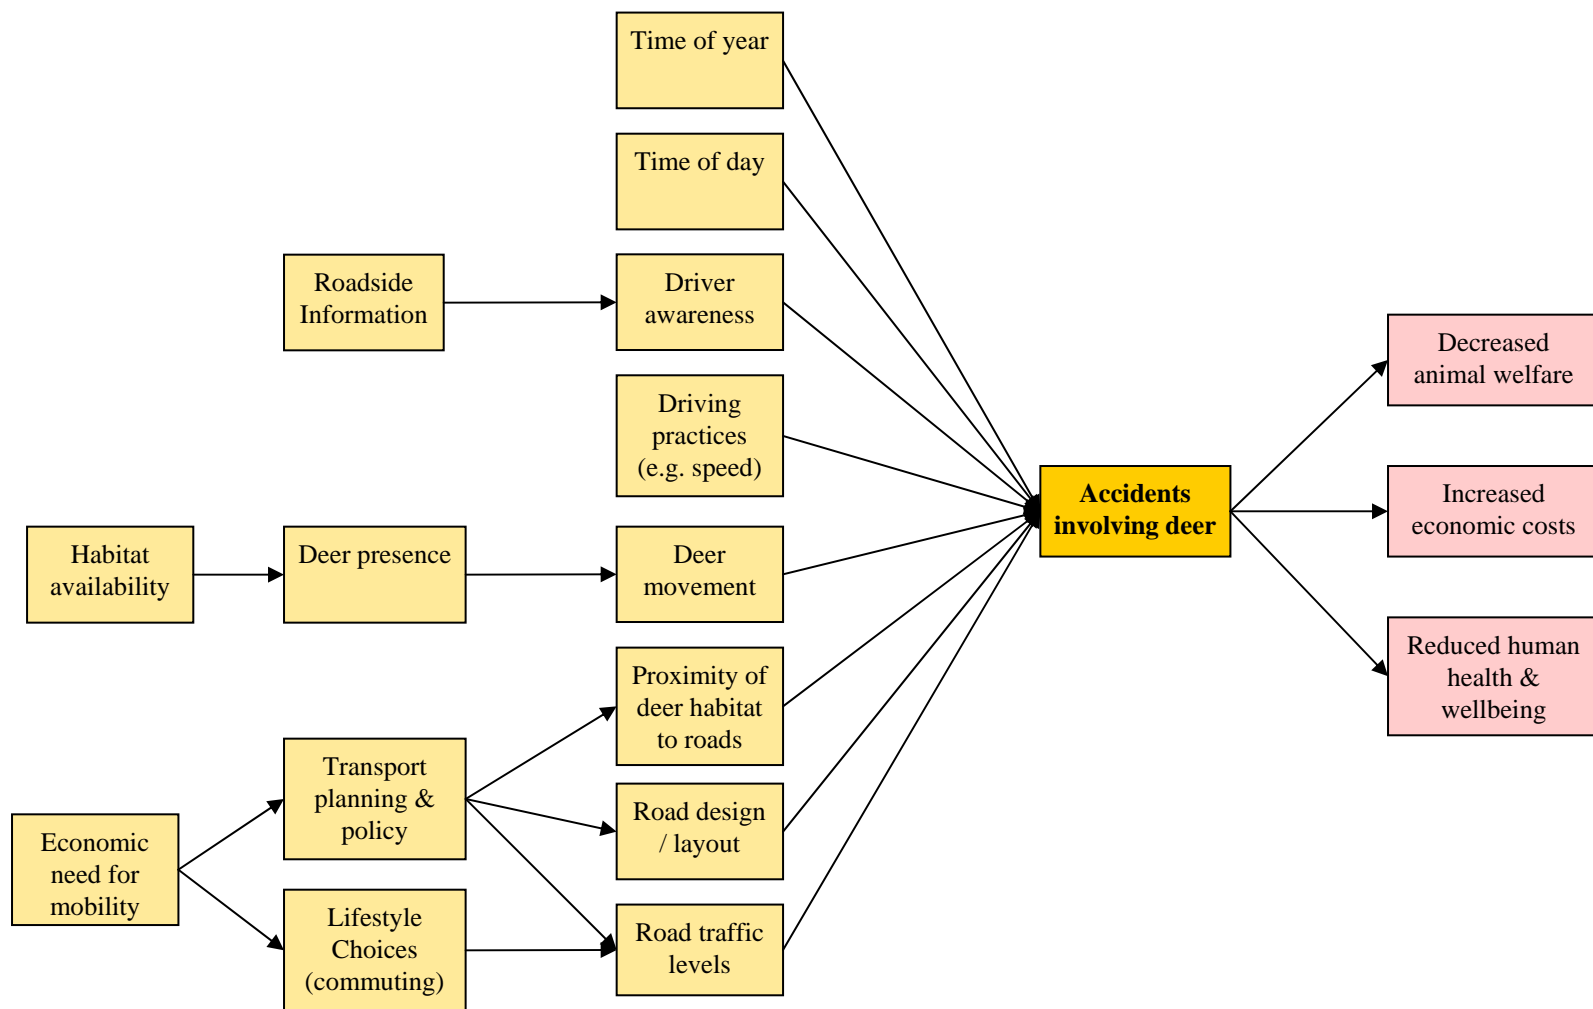 Time of year
Time of day
Roadside
Information
Driver
awareness
Driving
practices
(e.g. speed)
Habitat
availability
Deer presence
Deer
movement
Proximity of
deer habitat
to roads
Transport
planning &
policy
Road design
/ layout
Economic
need for
mobility
Lifestyle
Choices
(commuting)
Road traffic
levels
Accidents
involving deer
Decreased
animal welfare
Increased
economic costs
Reduced human
health &
wellbeing